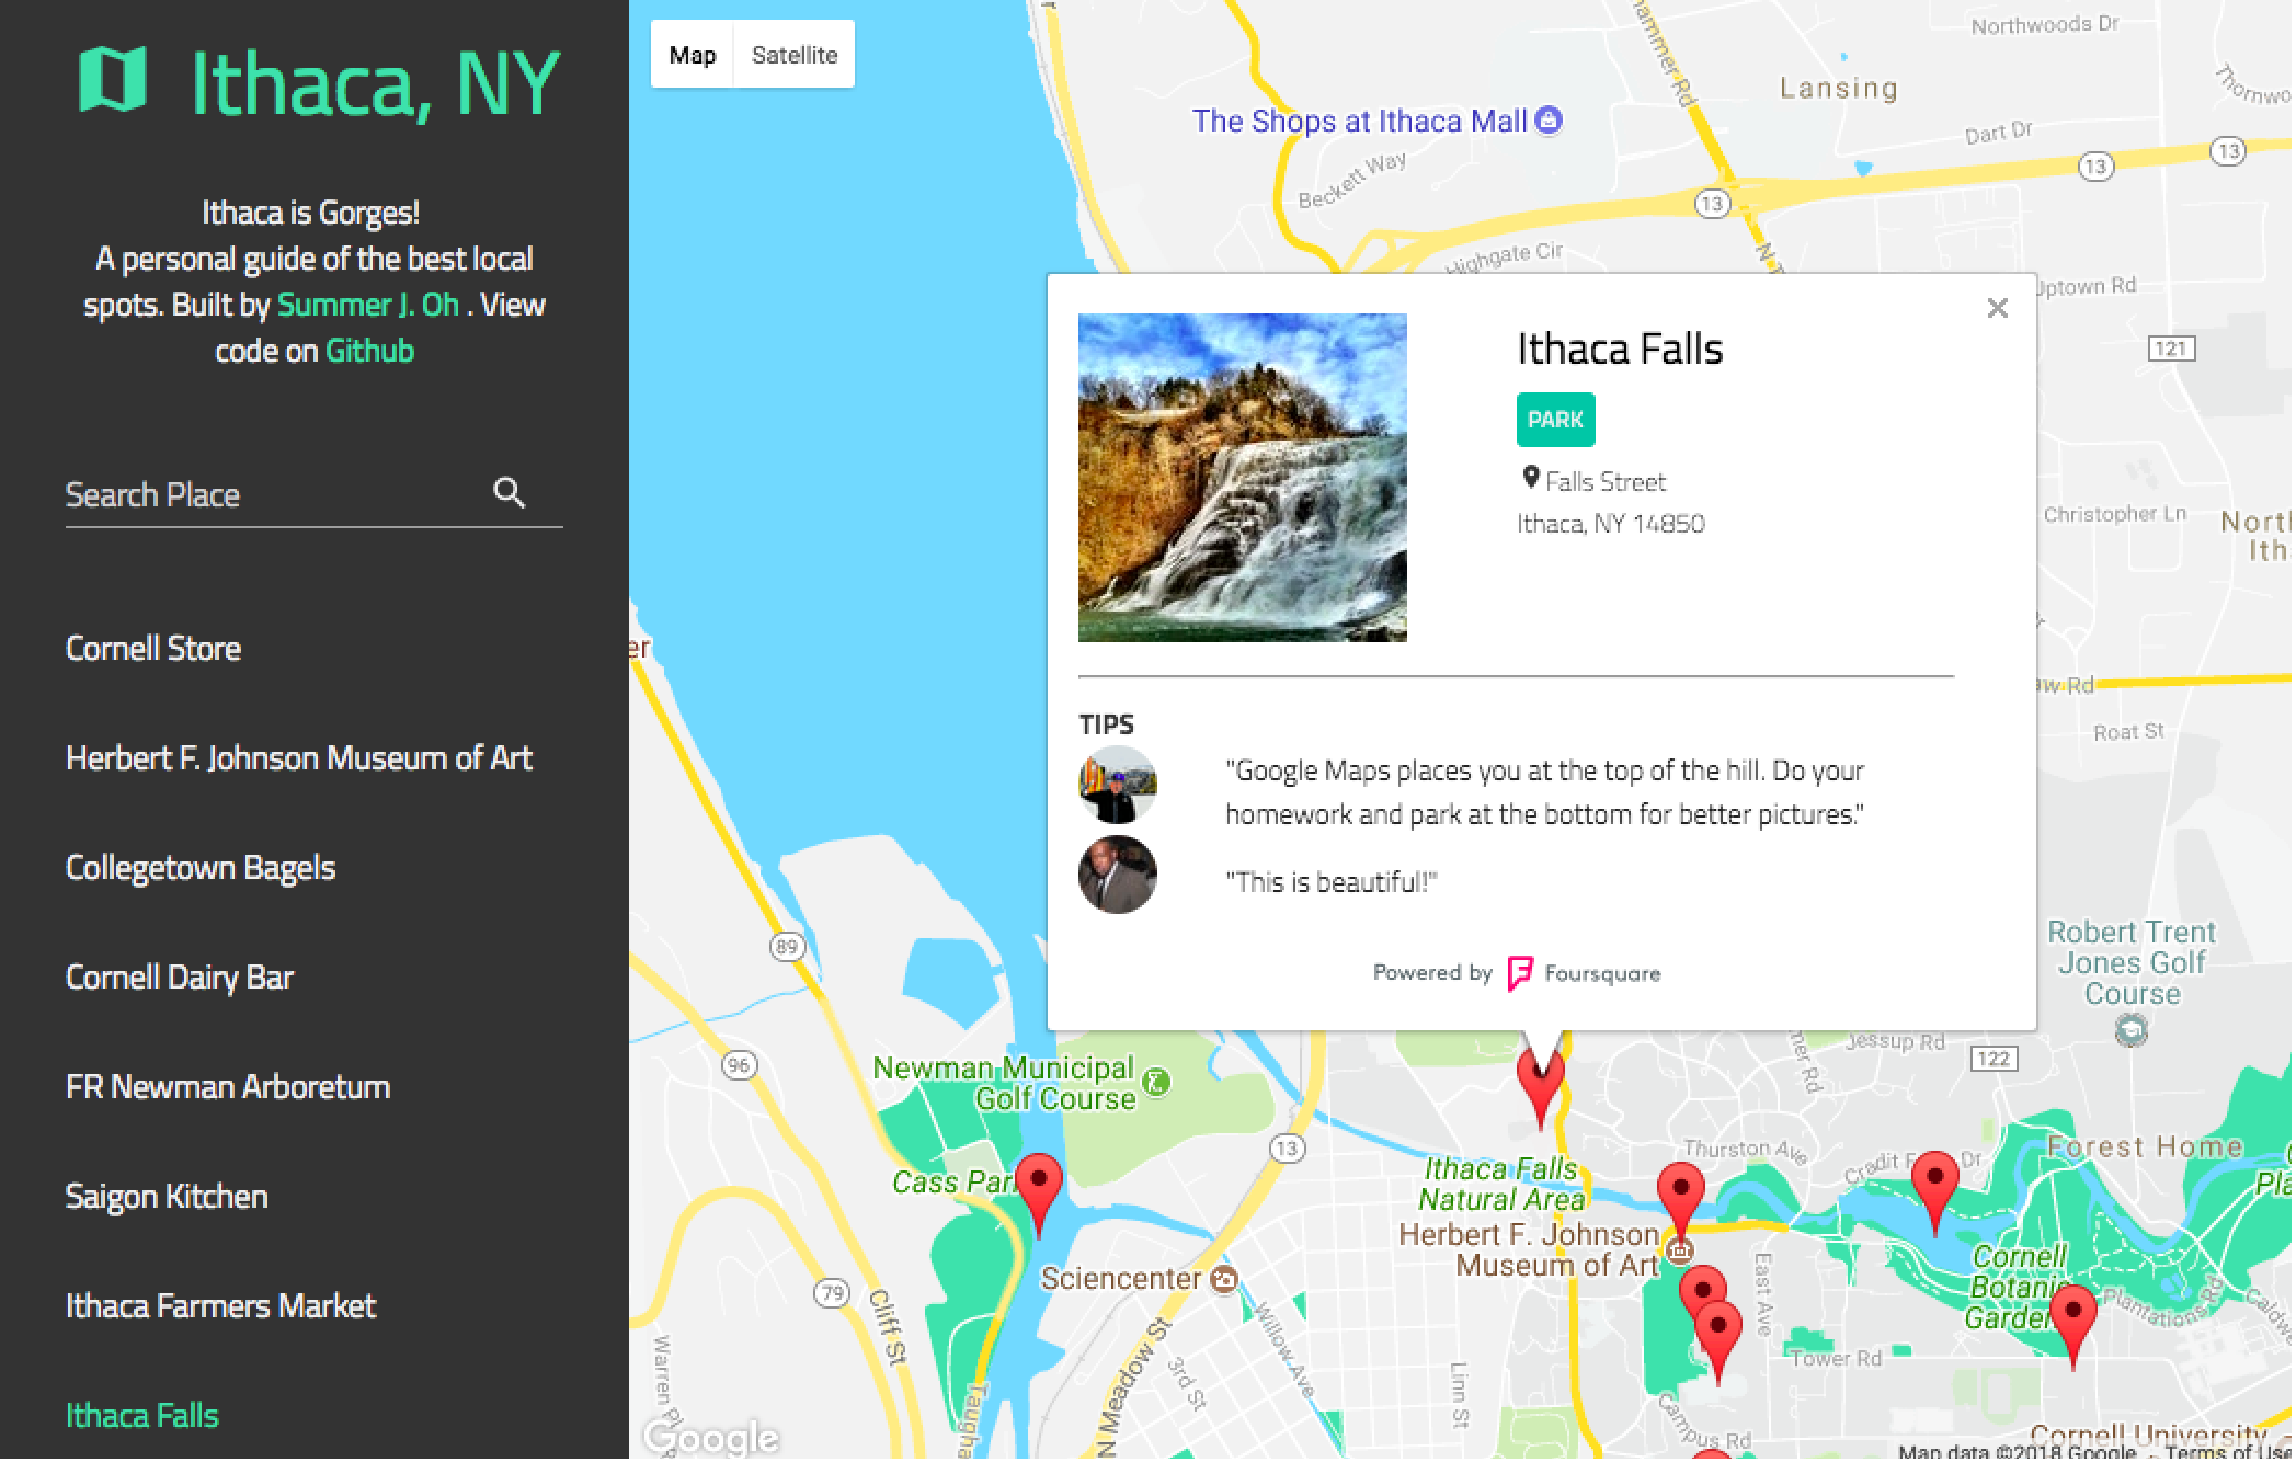 Ithaca, NY
Ithaca is Gorges!
A personal guide of the best local
spots. Built by Summer J. Oh . View
code on Github
Search Place
Cornell Store
Herbert F. Johnson Museum of Art
Collegetown Bagels
Cornell Dairy Bar
FR Newman Arboretum
Saigon Kitchen
Ithaca Farmers Market
Ithaca Falls
Map
Satellite
Northwoods Dr
Lansing
The Shops at Ithaca Mall
Dart Dr
13
13
Beckett Way
13
Highgate Cir
Uptown Rd
121
Christopher Ln
Roat St
Ithaca Falls
PARK
Falls Street
Ithaca, NY 14850
TIPS
"Google Maps places you at the top of the hill. Do your
homework and park at the bottom for better pictures."
"This is beautiful!"
Powered by Foursquare
89
Robert Trent
Jones Golf
Course
96
Newman Municipal
Golf Course
Jessup Rd
122
13
Thurston Ave
Forest Home
Ithaca Falls
Natural Area
Cass Par
Herbert F. Johnson
Museum of Art
Sciencenter
Cornell
Botani
Garde
Plantations Rd
79
Cliff St
Willow Ave
East Ave
Tower Rd
N Meadow St
3rd St
Linn St
Campus Rd
Cornell University
Google
Map data ©2018 Google
Terms of Use